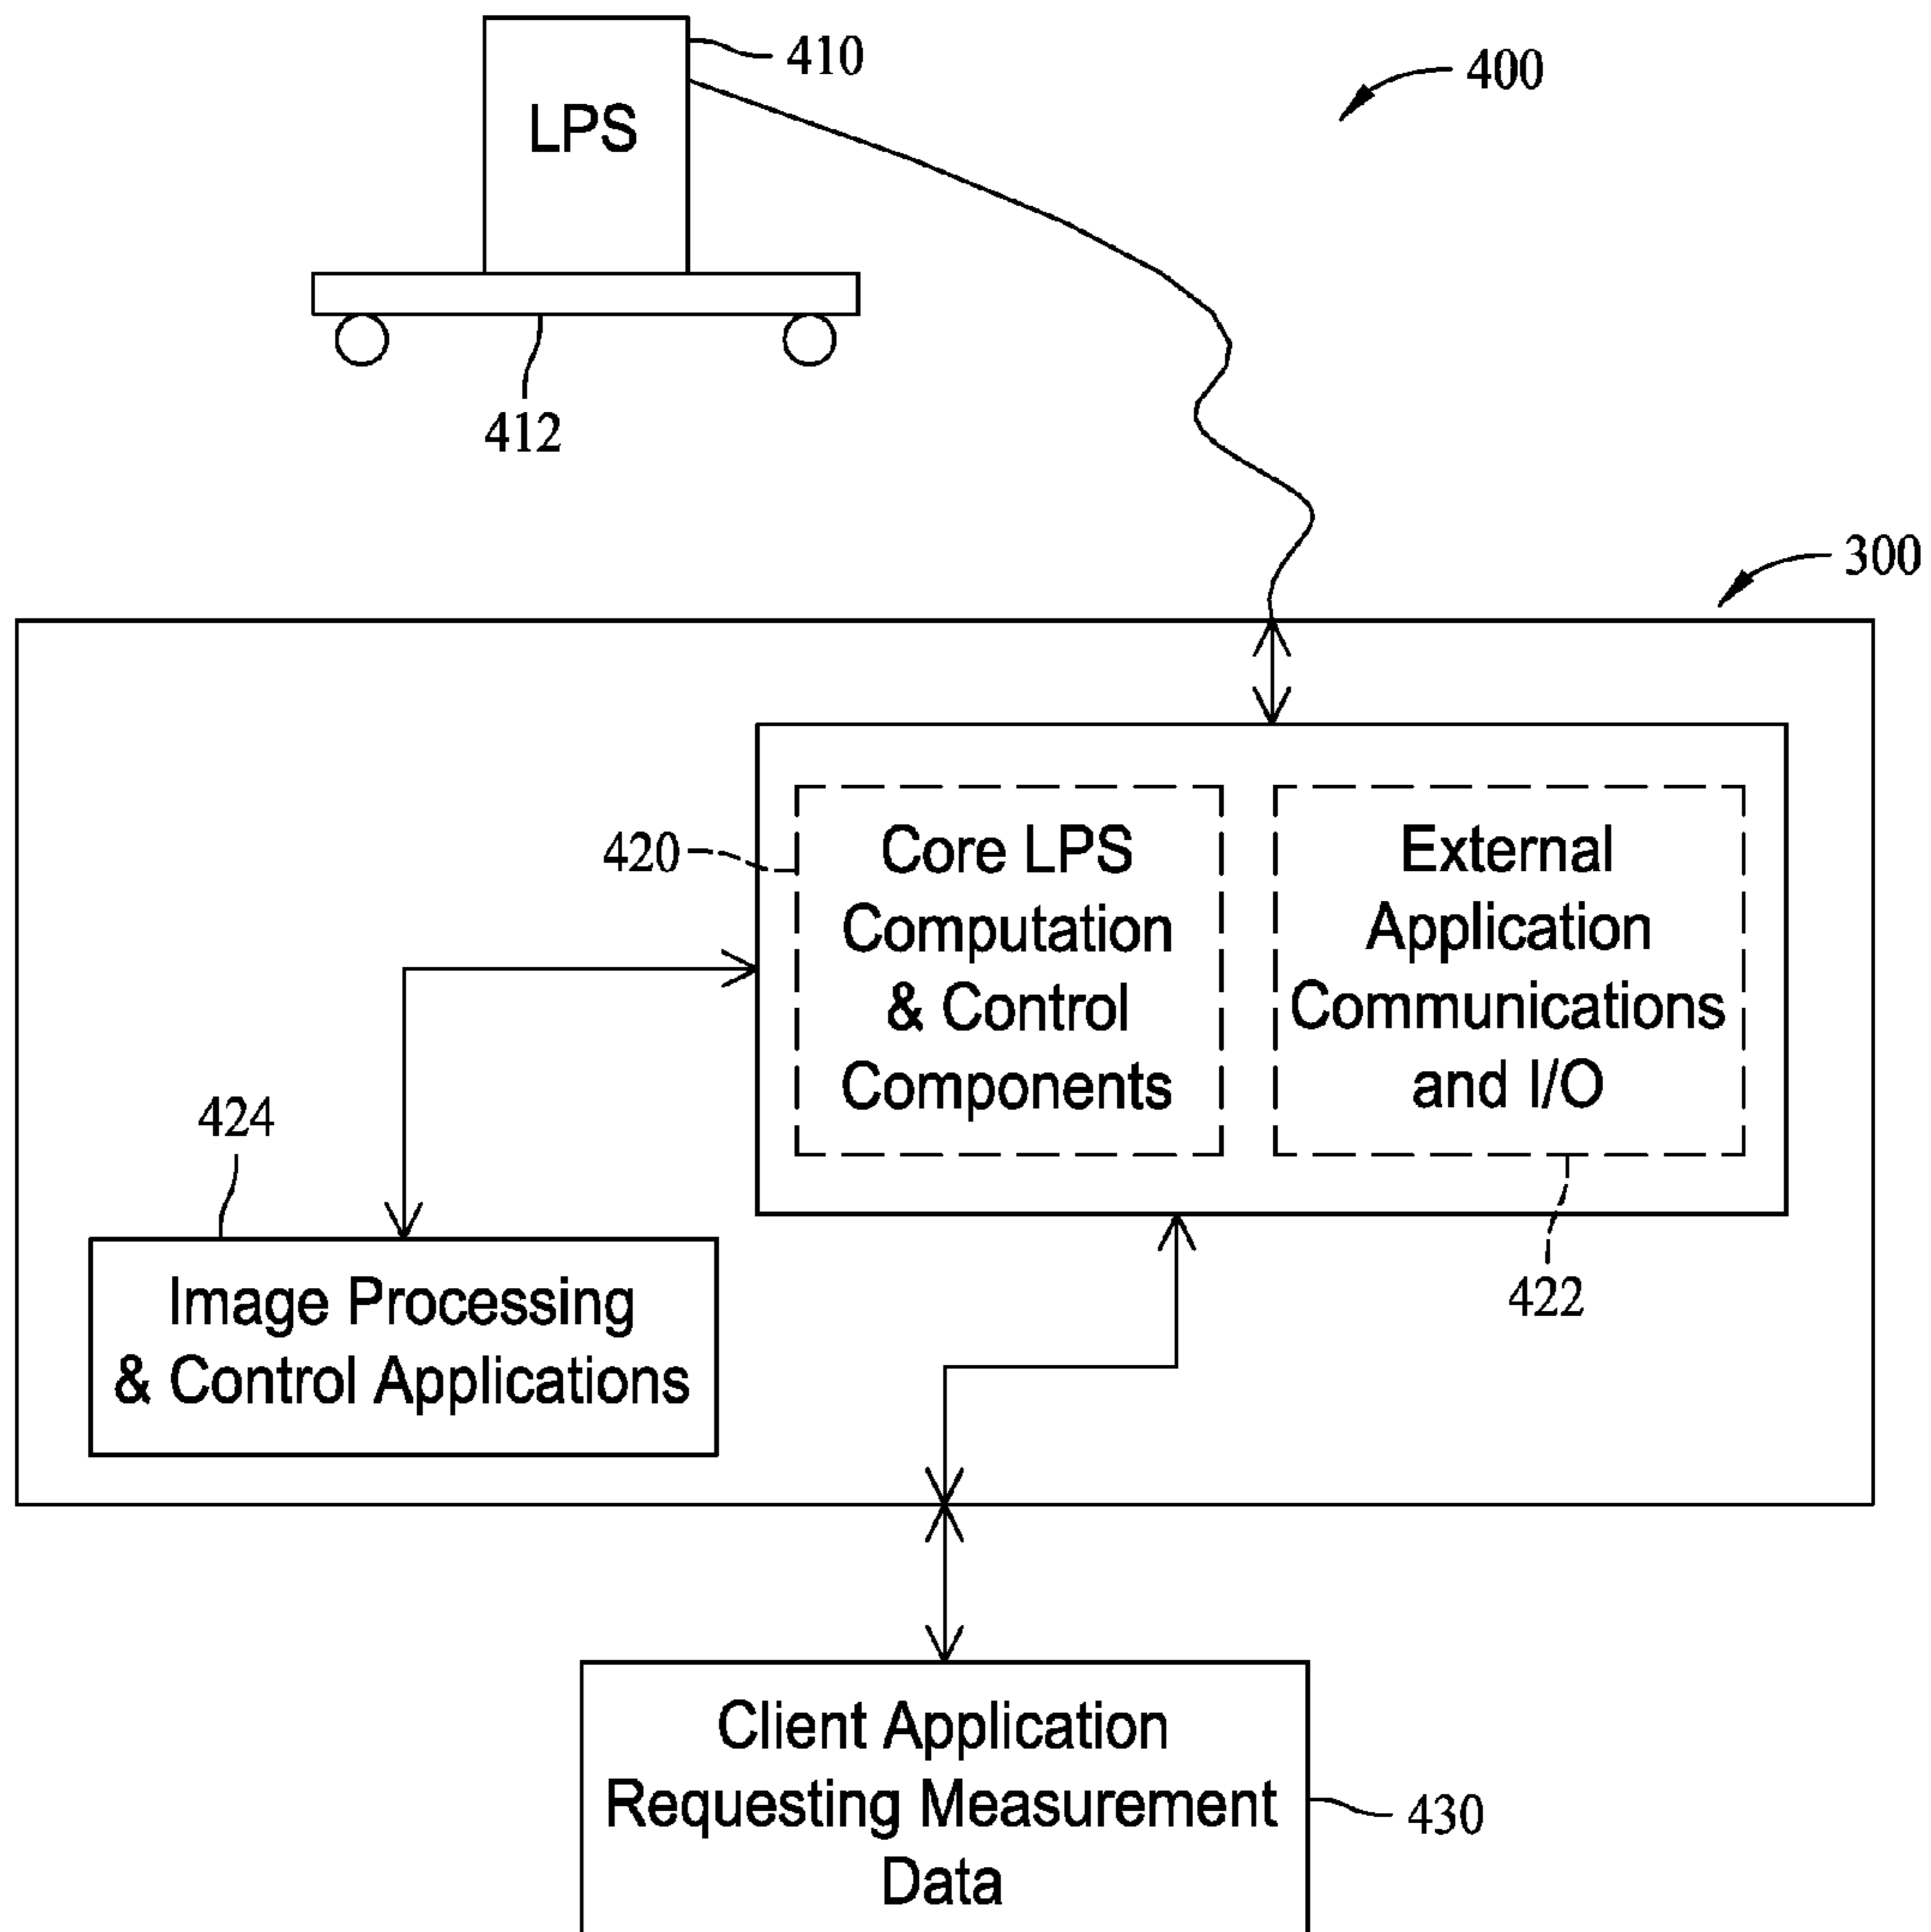 410
400
LPS
412
300
420
Core LPS
Computation
& Control
Components
External
Application
Communications
and I/O
424
422
Image Processing
& Control Applications
Client Application
Requesting Measurement
Data
430